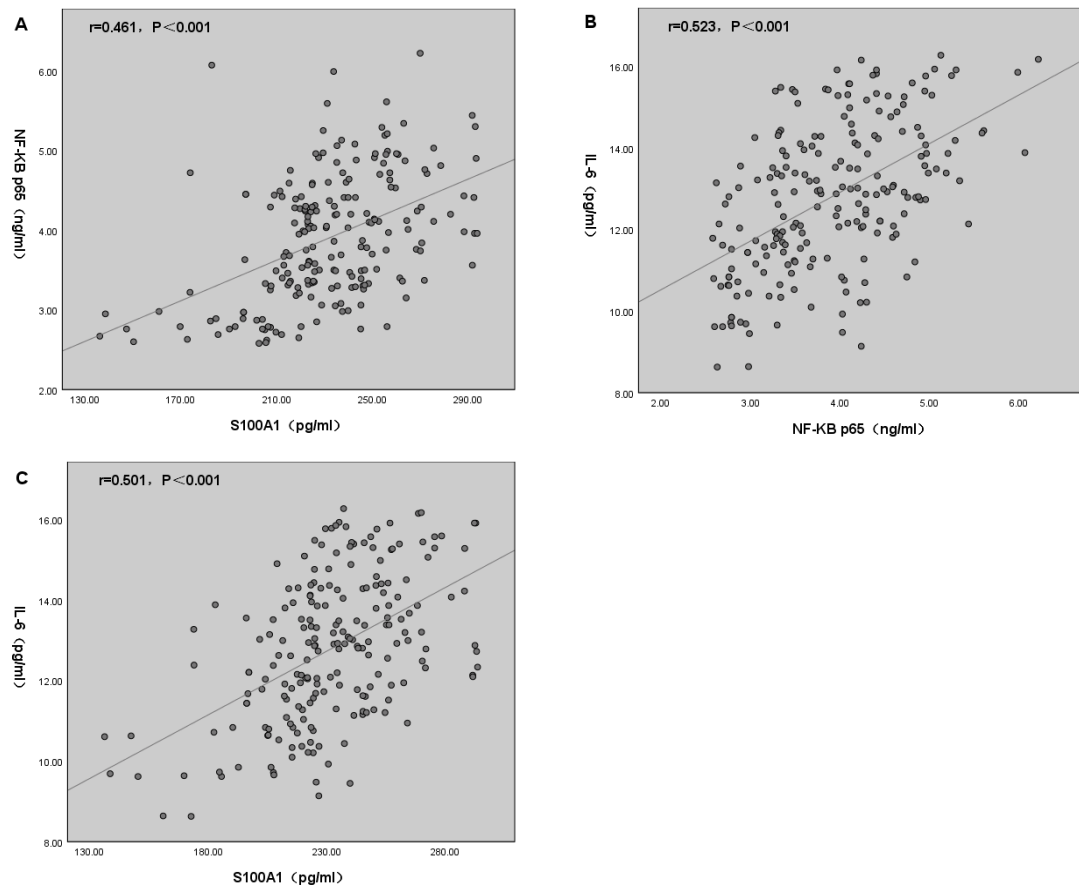 A
r=0.461，P＜0.001
NF-KB p65（ng/ml）
6.00
5.00
4.00
3.00
2.00
130.00 170.00 210.00 250.00 290.00
S100A1（pg/ml）
B
r=0.523，P＜0.001
IL-6（pg/ml）
16.00
14.00
12.00
10.00
8.00
2.00 3.00 4.00 5.00 6.00
NF-KB p65（ng/ml）
C
r=0.501，P＜0.001
IL-6（pg/ml）
16.00
14.00
12.00
10.00
8.00
130.00 180.00 230.00 280.00
S100A1（pg/ml）